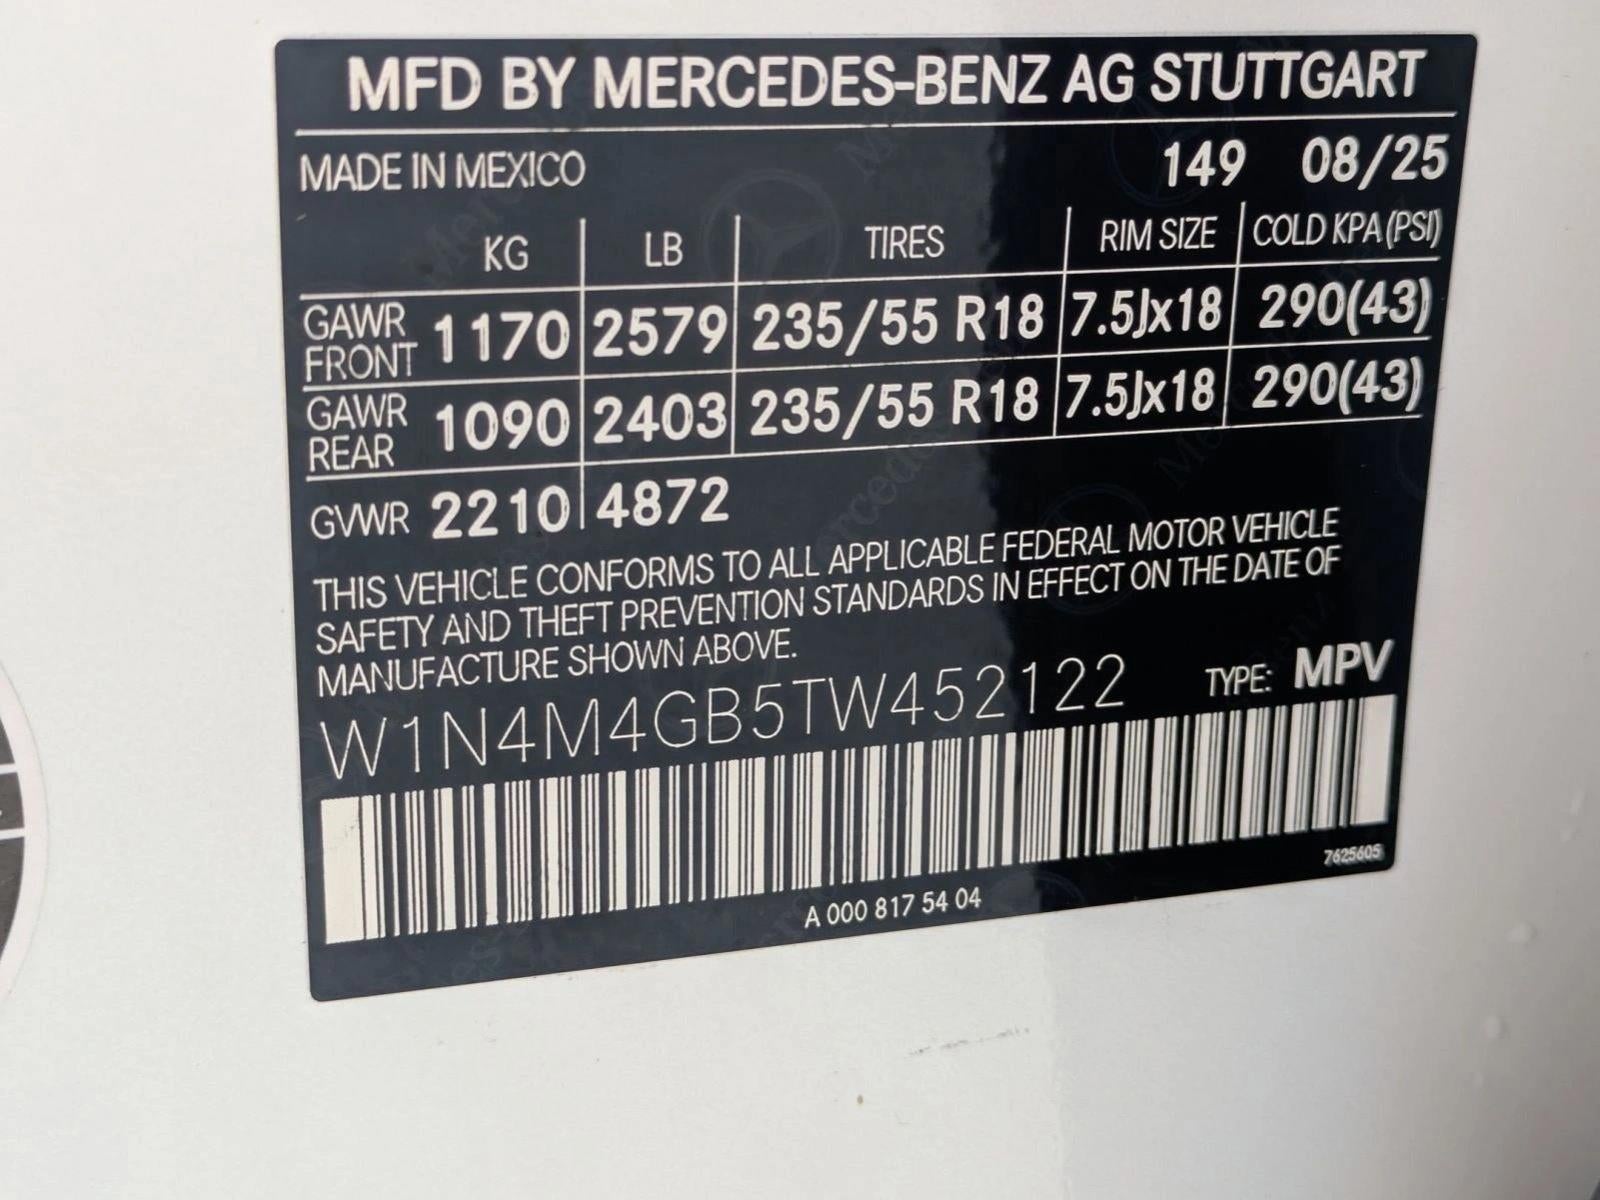 MFD BY MERCEDES-BENZ AG STUTTGART
MADE IN MEXICO 149 08/25
KG LB TIRES RIM SIZE COLD KPA(PSI)
GAWR FRONT 1170 2579 235/55 R18 7.5Jx18 290(43)
GAWR REAR 1090 2403 235/55 R18 7.5Jx18 290(43)
GVWR 2210 4872
THIS VEHICLE CONFORMS TO ALL APPLICABLE FEDERAL MOTOR VEHICLE
SAFETY AND THEFT PREVENTION STANDARDS IN EFFECT ON THE DATE OF
MANUFACTURE SHOWN ABOVE.
W1N4M4GB5TW452122 TYPE: MPV
7625605
A 000 817 54 04